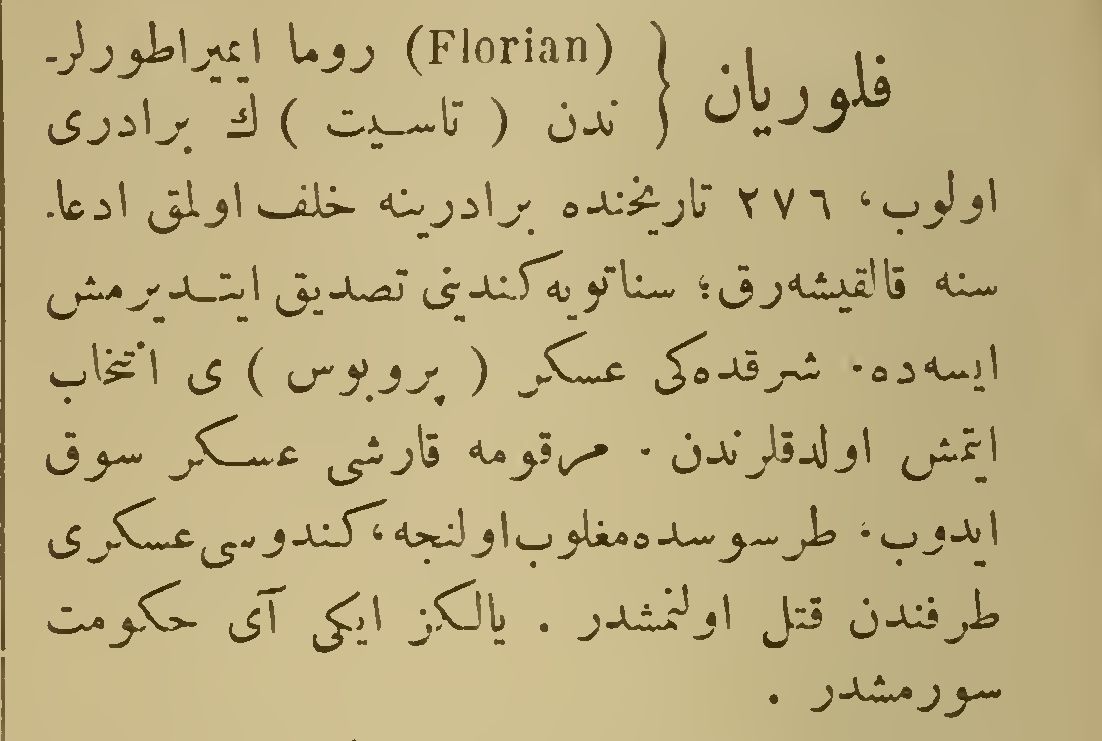 فلوريان { (Florian) روما ايمپراطورلر-
ندن ( تاسيت ) ك برادرى
اولوب، ٢٧٦ تاريخنده برادرينه خلف اولمق ادعا-
سنه قالقيشه‌رق؛ سناتويه كنديني تصديق ايتديرمش
ايسه‌ده، شرقده‌كى عسكر ( پروبوس ) ى انتخاب
ايتمش اولدقلرندن، مرقومه قارشى عسكر سوق
ايدوب، طرسوسده مغلوب اولنجه، كندوسى عسكرى
طرفندن قتل اولنمشدر . يالكز ايكى آى حكومت
سورمشدر .